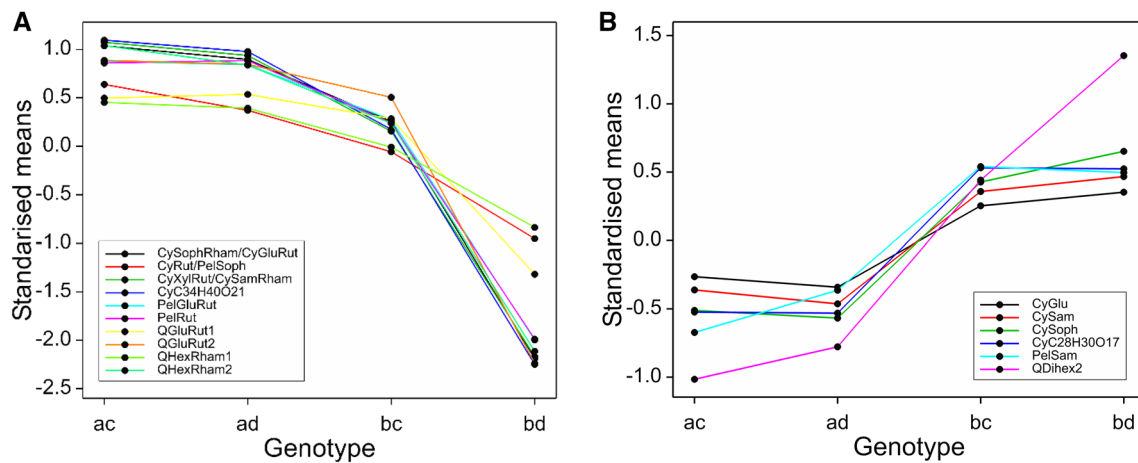 A
Standarised means
1.0
0.5
0.0
-0.5
-1.0
-1.5
-2.0
-2.5
CySophRham/CyGluRut
CyRut/PelSoph
CyXylRut/CySamRham
CyC34H40O21
PelGluRut
PelRut
QGluRut1
QGluRut2
QHexRham1
QHexRham2
ac ad bc bd
Genotype
B
Standardised means
1.5
1.0
0.5
0.0
-0.5
-1.0
CyGlu
CySam
CySoph
CyC28H30O17
PelSam
QDihex2
ac ad bc bd
Genotype